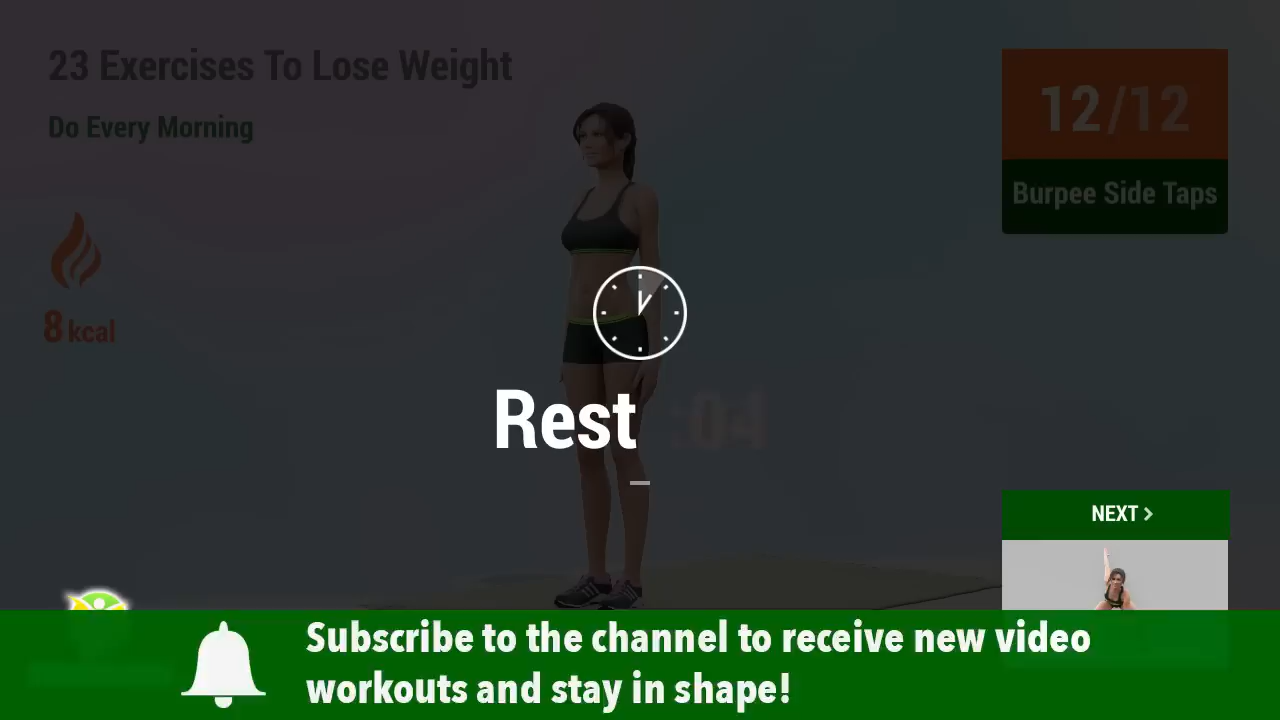 23 Exercises To Lose Weight
Do Every Morning
12/12
Burpee Side Taps
8 kcal
Rest
:04
NEXT >
Subscribe to the channel to receive new video
workouts and stay in shape!